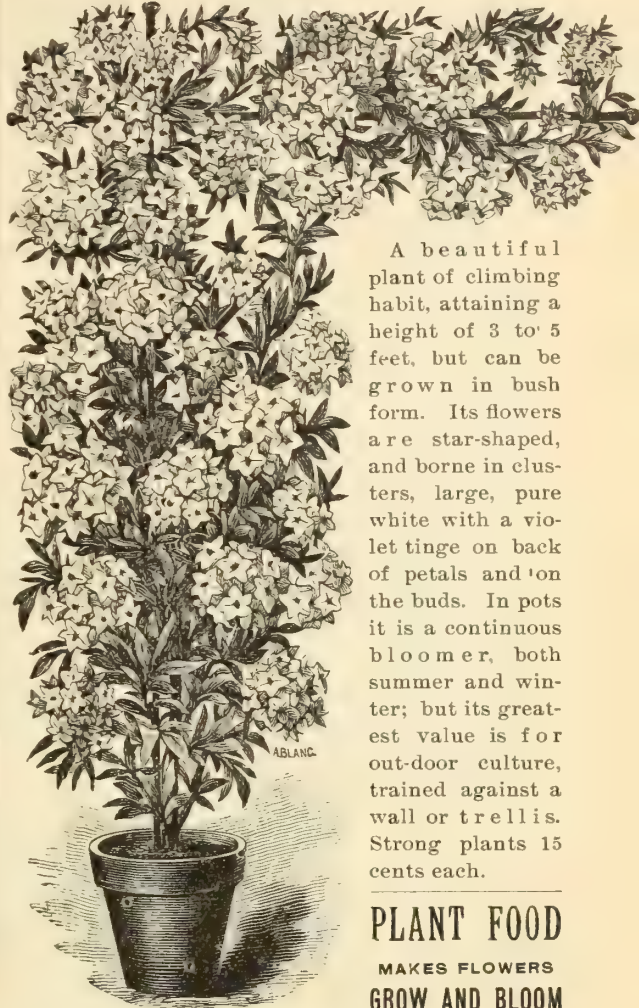 A beautiful
plant of climbing
habit, attaining a
height of 3 to 5
feet, but can be
grown in bush
form. Its flowers
are star-shaped,
and borne in clus-
ters, large, pure
white with a vio-
let tinge on back
of petals and on
the buds. In pots
it is a continuous
bloomer, both
summer and win-
ter; but its great-
est value is for
out-door culture,
trained against a
wall or trellis.
Strong plants 15
cents each.
PLANT FOOD
MAKES FLOWERS
GROW AND BLOOM
A.BLANC